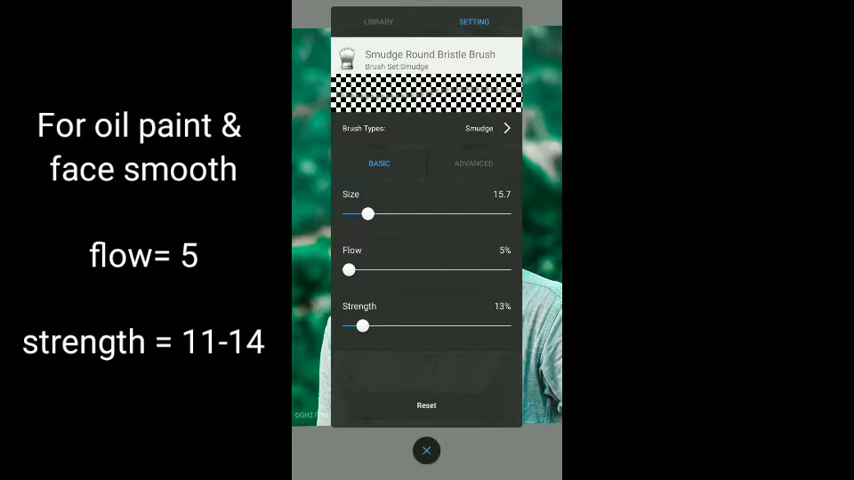 LIBRARY SETTING
Smudge Round Bristle Brush
Brush Set:Smudge
Brush Types: Smudge
BASIC ADVANCED
Size 15.7
Flow 5%
Strength 13%
Reset
For oil paint &
face smooth
flow= 5
strength = 11-14